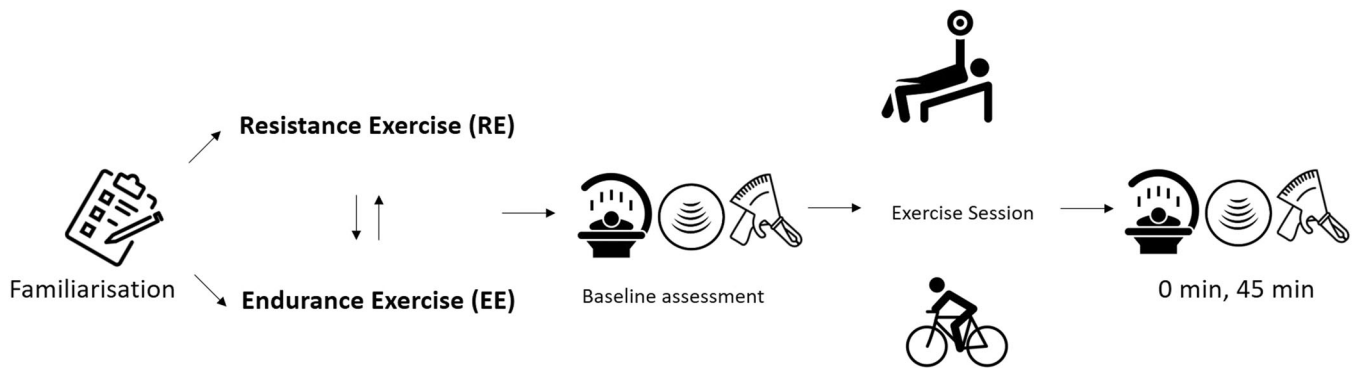 Resistance Exercise (RE)
Familiarisation
Endurance Exercise (EE)
Baseline assessment
Exercise Session
0 min, 45 min